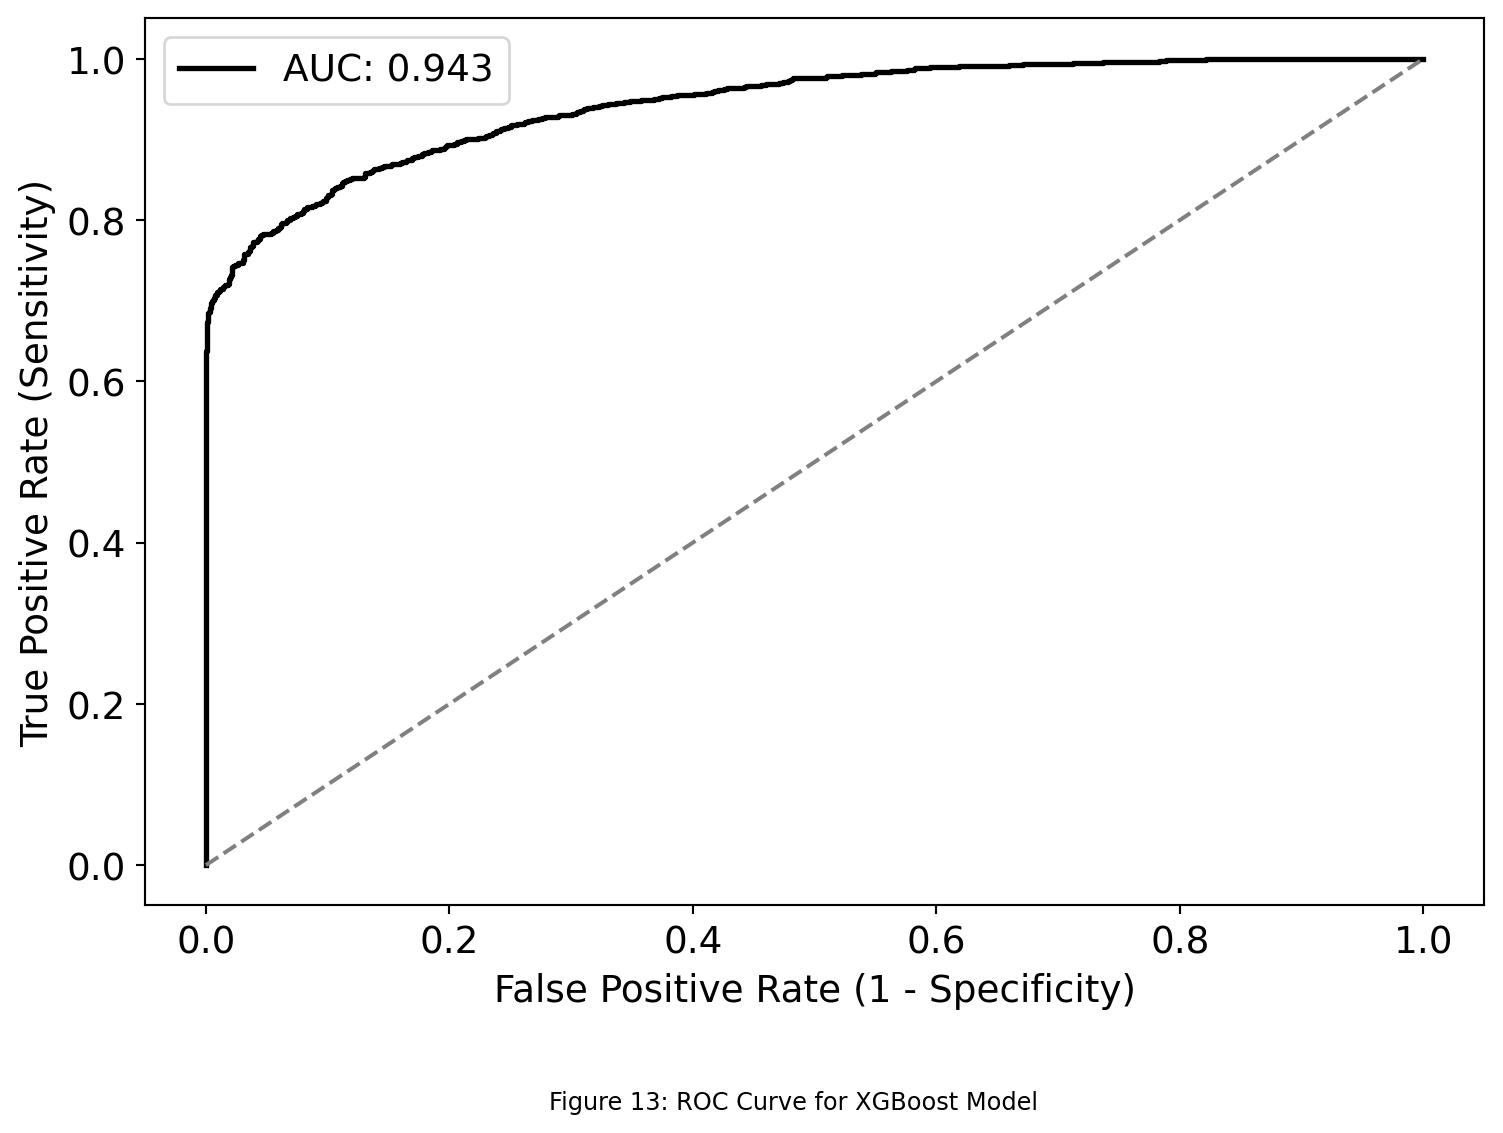 AUC: 0.943
1.0
0.8
0.6
0.4
0.2
0.0
True Positive Rate (Sensitivity)
0.0 0.2 0.4 0.6 0.8 1.0
False Positive Rate (1 - Specificity)
Figure 13: ROC Curve for XGBoost Model